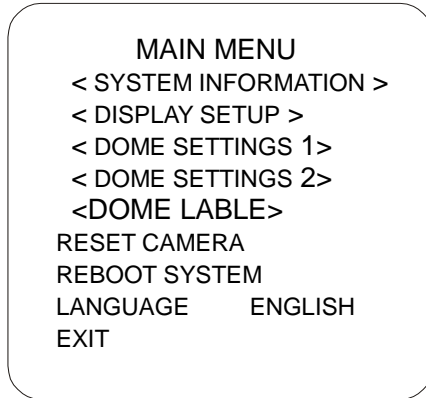 MAIN MENU
< SYSTEM INFORMATION >
< DISPLAY SETUP >
< DOME SETTINGS 1>
< DOME SETTINGS 2>
<DOME LABLE>
RESET CAMERA
REBOOT SYSTEM
LANGUAGE ENGLISH
EXIT